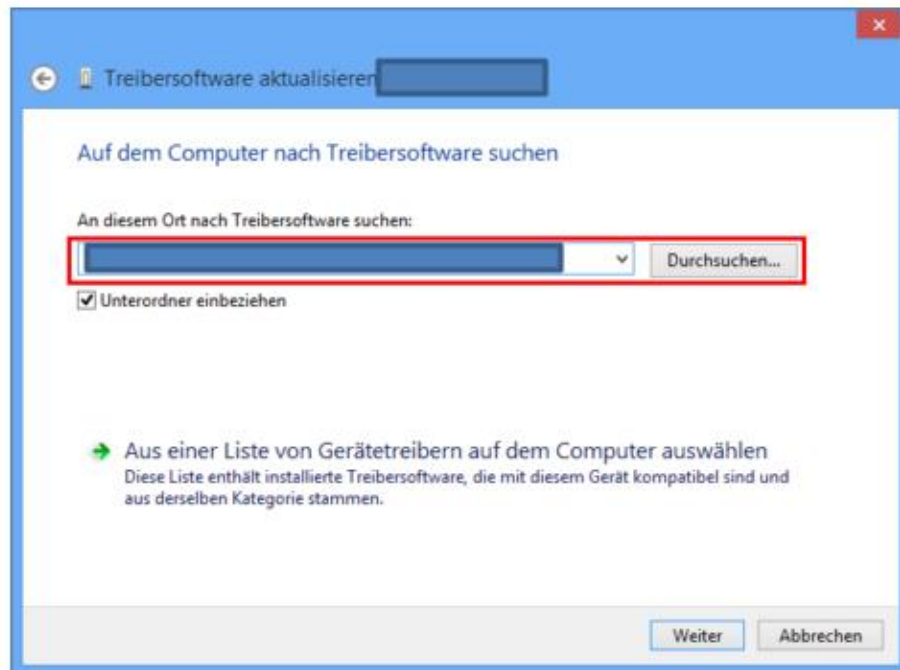 Treibersoftware aktualisieren
Auf dem Computer nach Treibersoftware suchen
An diesem Ort nach Treibersoftware suchen:
Durchsuchen...
Unterordner einbeziehen
Aus einer Liste von Gerätetreibern auf dem Computer auswählen
Diese Liste enthält installierte Treibersoftware, die mit diesem Gerät kompatibel sind und
aus derselben Kategorie stammen.
Weiter Abbrechen